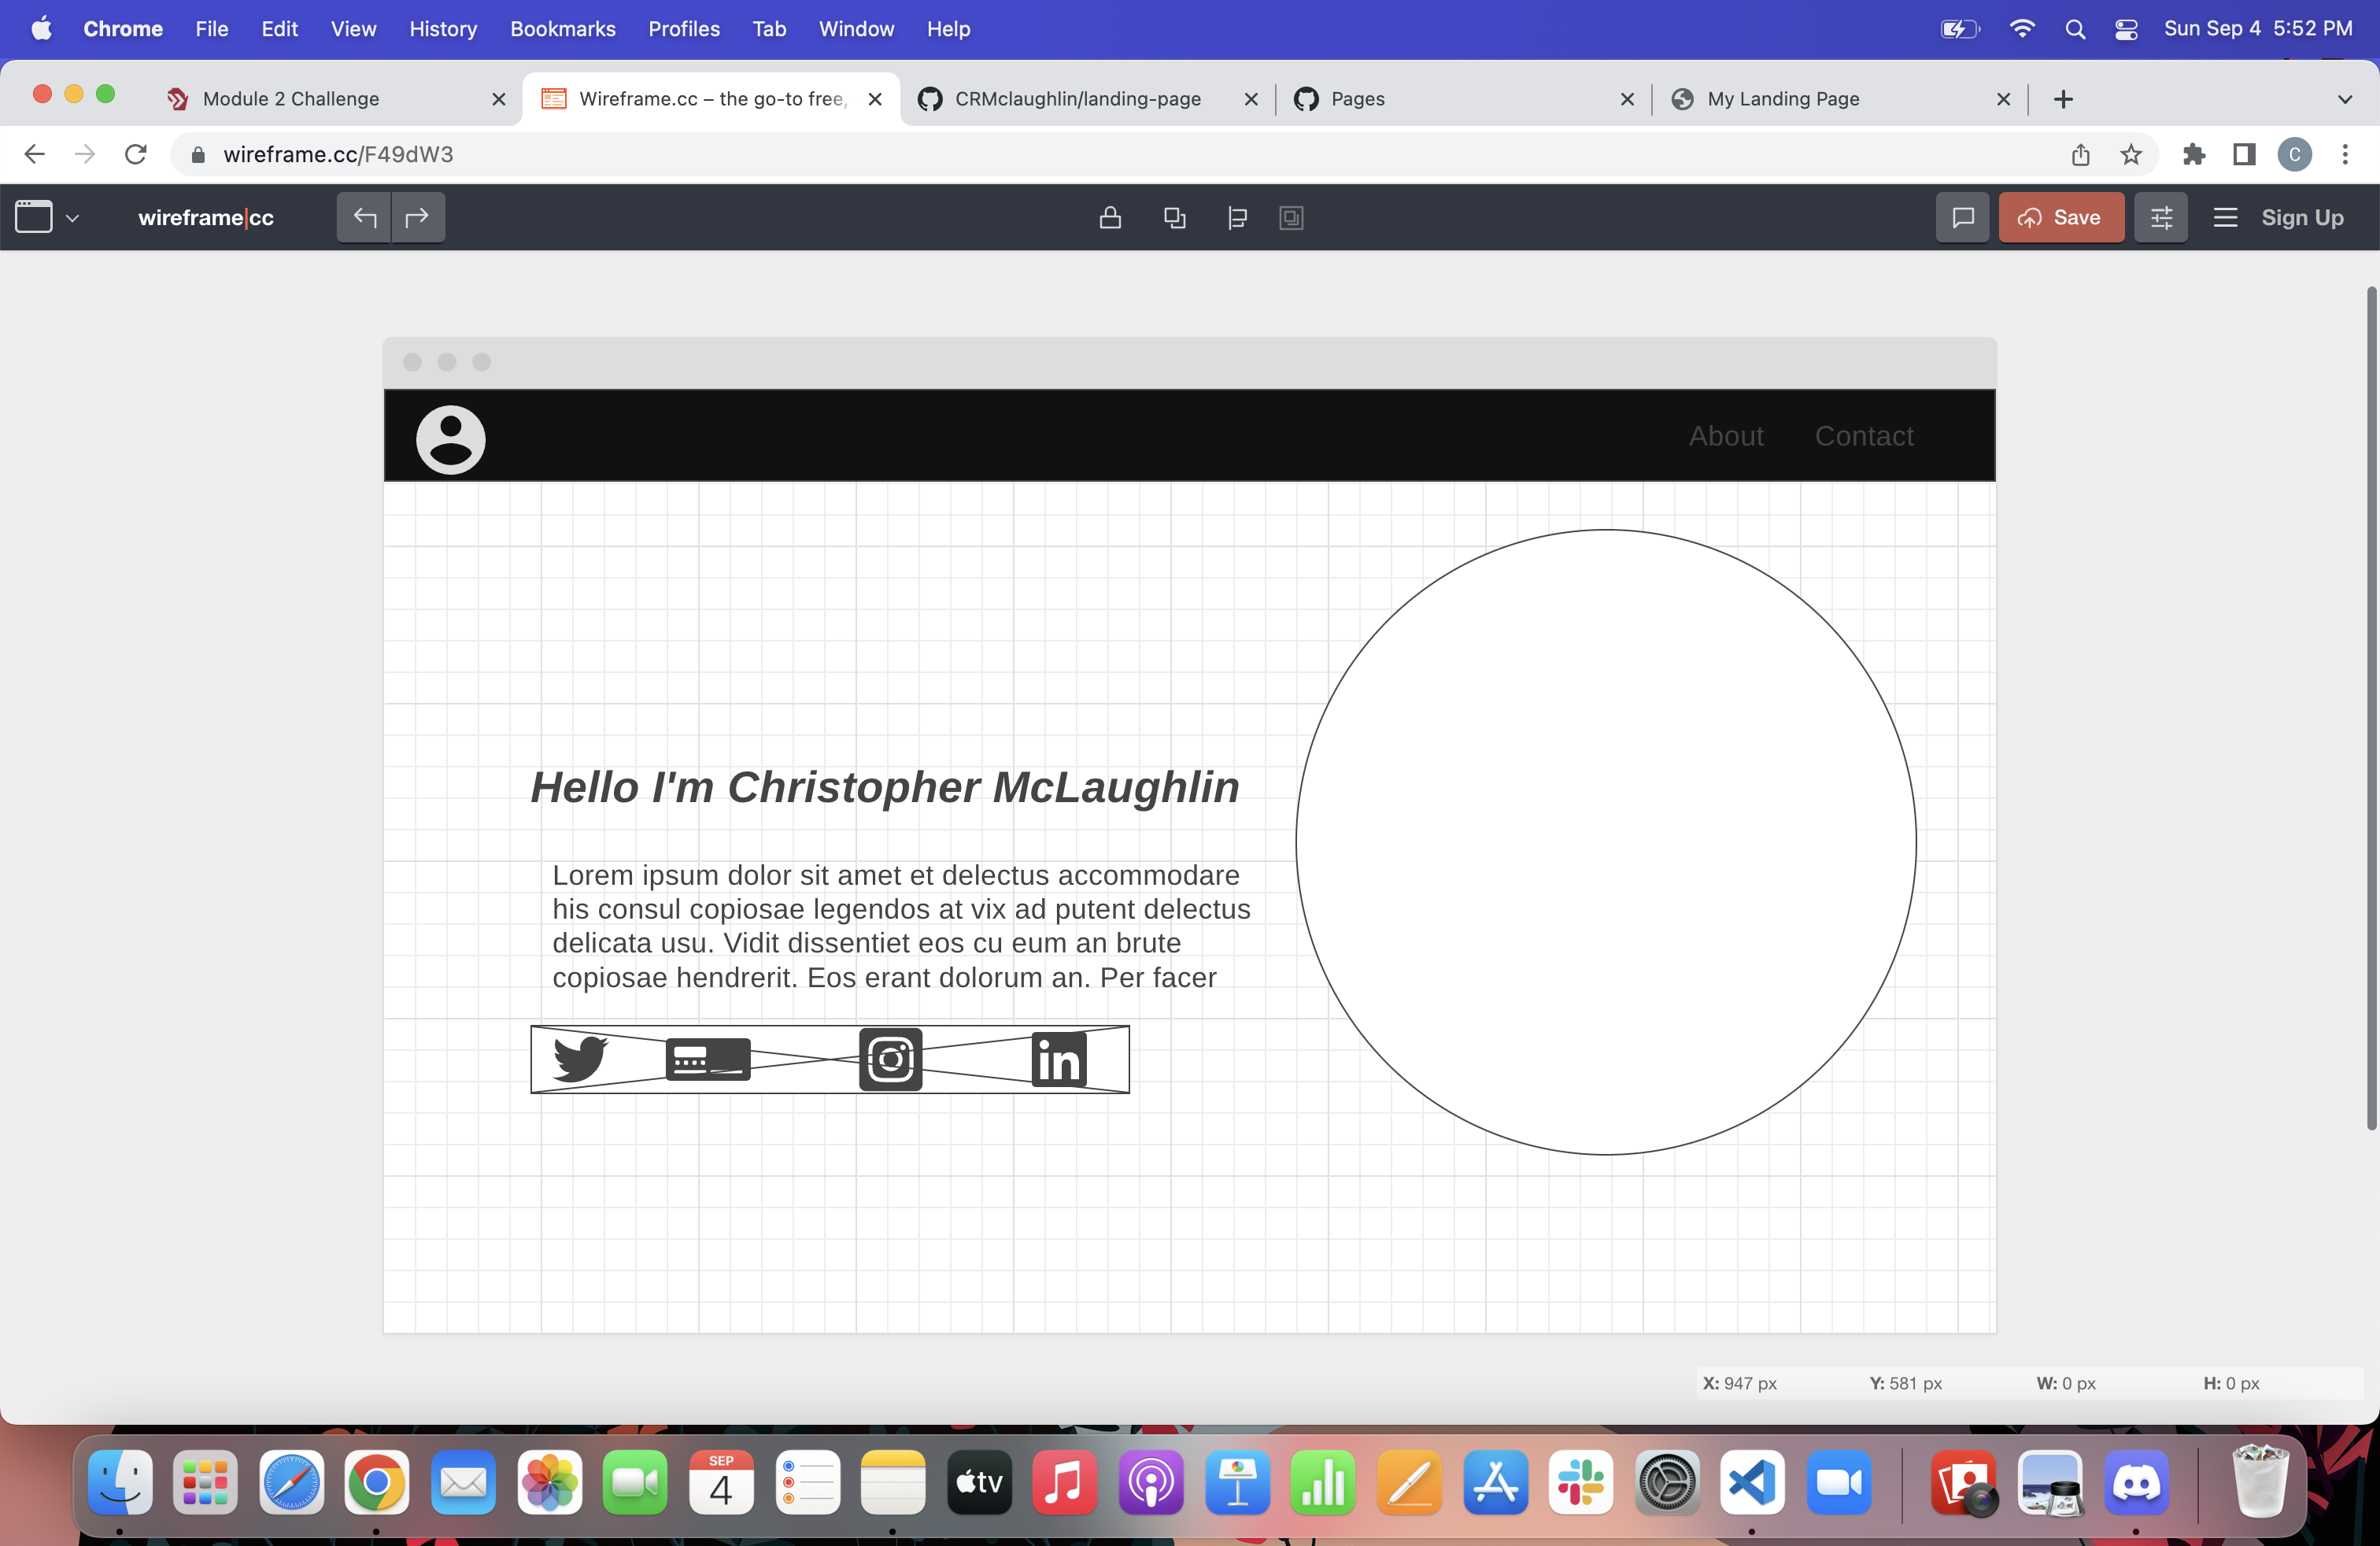 Chrome File Edit View History Bookmarks Profiles Tab Window Help Sun Sep 4 5:52 PM
Module 2 Challenge Wireframe.cc – the go-to free, CRMclaughlin/landing-page Pages My Landing Page
wireframe.cc/F49dW3 C
wireframe|cc Save Sign Up
About Contact
Hello I'm Christopher McLaughlin
Lorem ipsum dolor sit amet et delectus accommodare
his consul copiosae legendos at vix ad putent delectus
delicata usu. Vidit dissentiet eos cu eum an brute
copiosae hendrerit. Eos erant dolorum an. Per facer
in
X: 947 px Y: 581 px W: 0 px H: 0 px
SEP
4
tv